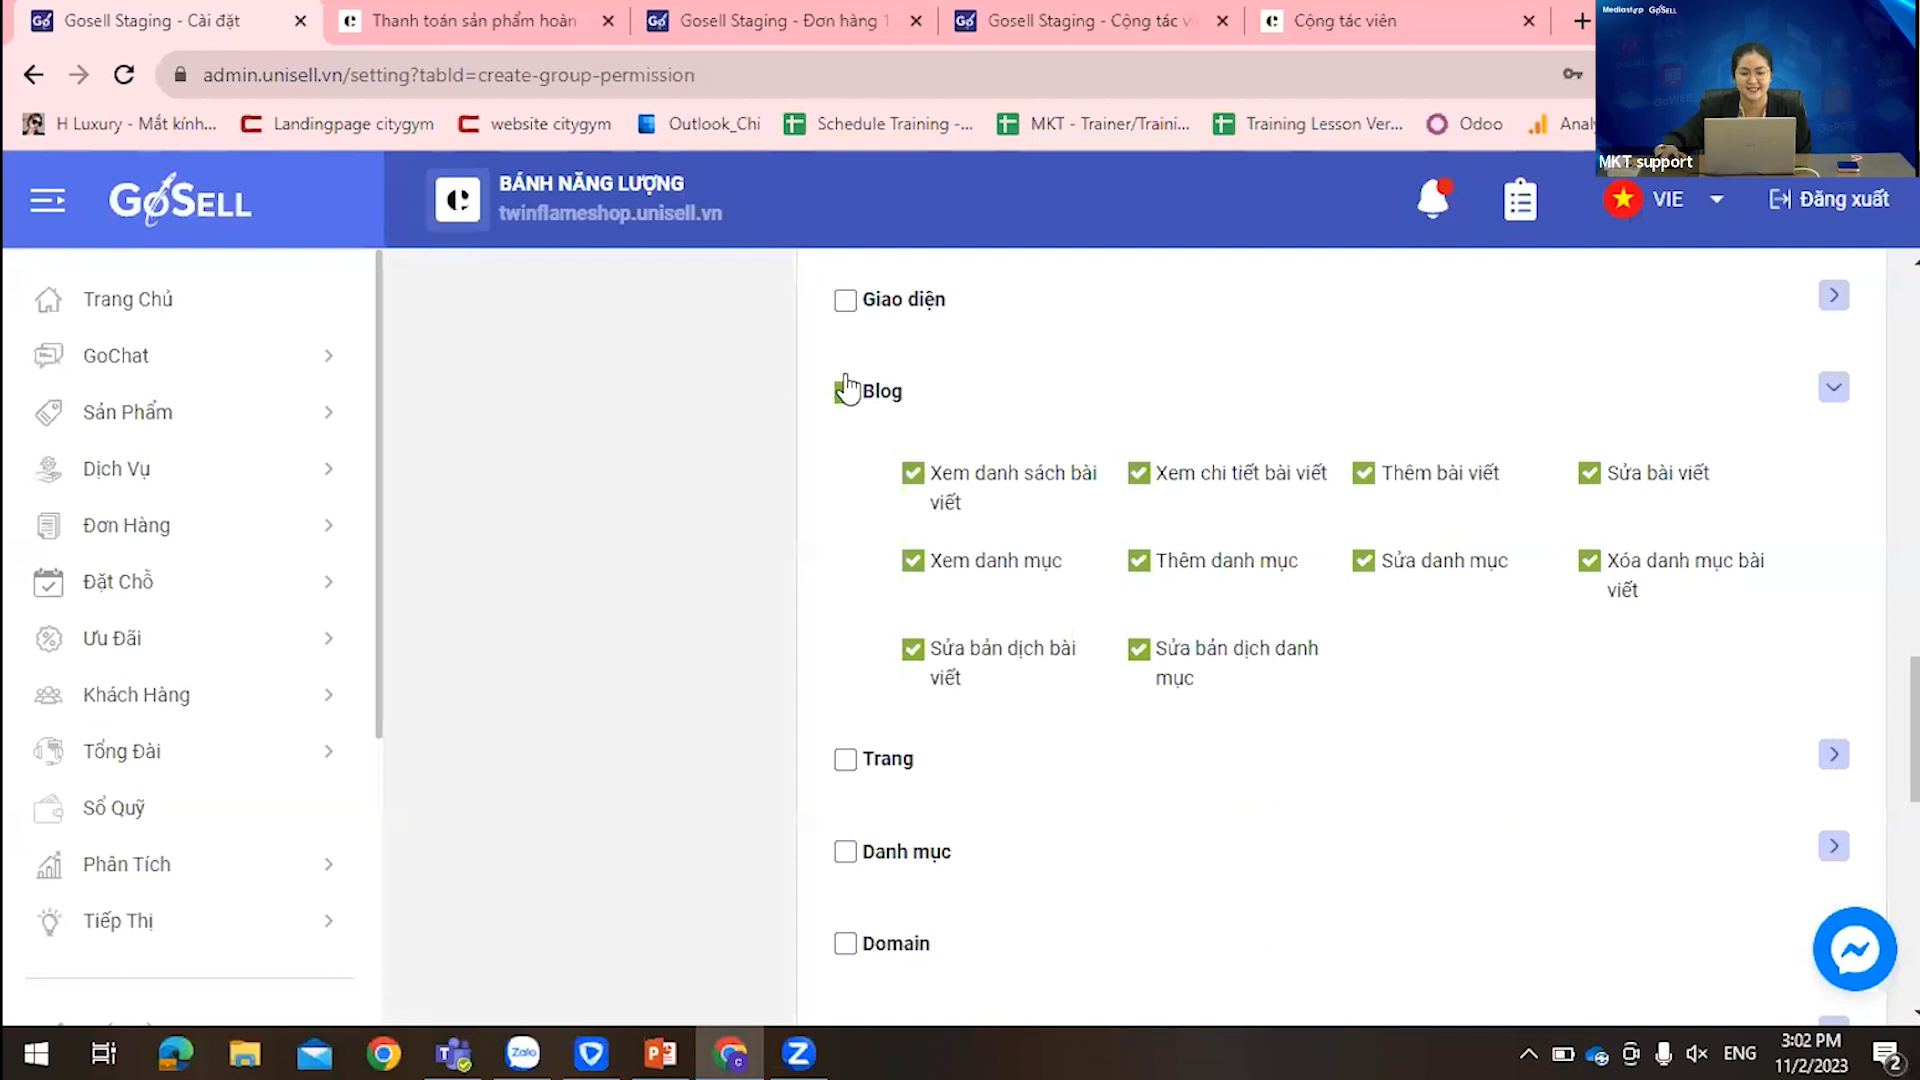 Gosell Staging - Cài đặt
Thanh toán sản phẩm hoàn
Gosell Staging - Đơn hàng 1
Gosell Staging - Cộng tác v
Cộng tác viên
admin.unisell.vn/setting?tabId=create-group-permission
H Luxury - Mắt kính...
Landingpage citygym
website citygym
Outlook_Chi
Schedule Training -...
MKT - Trainer/Traini...
Training Lesson Ver...
Odoo
Anal
Mediastep GoSELL
MKT support
GoSELL
BÁNH NĂNG LƯỢNG
twinflameshop.unisell.vn
VIE
Đăng xuất
Trang Chủ
GoChat
Sản Phẩm
Dịch Vụ
Đơn Hàng
Đặt Chỗ
Ưu Đãi
Khách Hàng
Tổng Đài
Sổ Quỹ
Phân Tích
Tiếp Thị
Giao diện
Blog
Xem danh sách bài
viết
Xem chi tiết bài viết
Thêm bài viết
Sửa bài viết
Xem danh mục
Thêm danh mục
Sửa danh mục
Xóa danh mục bài
viết
Sửa bản dịch bài
viết
Sửa bản dịch danh
mục
Trang
Danh mục
Domain
Zalo
ENG
3:02 PM
11/2/2023
2